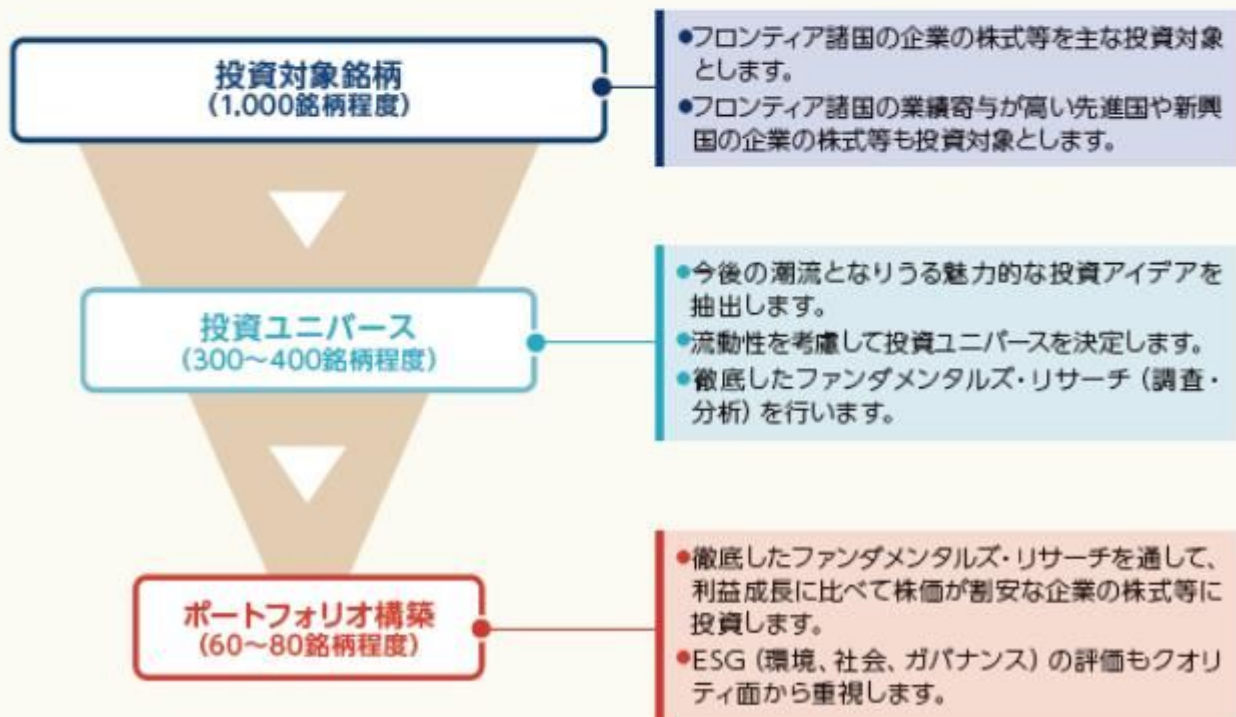 投資対象銘柄
(1,000銘柄程度)
●フロンティア諸国の企業の株式等を主な投資対象
とします。
●フロンティア諸国の業績寄与が高い先進国や新興
国の企業の株式等も投資対象とします。
投資ユニバース
(300〜400銘柄程度)
●今後の潮流となりうる魅力的な投資アイデアを
抽出します。
●流動性を考慮して投資ユニバースを決定します。
●徹底したファンダメンタルズ・リサーチ（調査・
分析）を行います。
ポートフォリオ構築
(60〜80銘柄程度)
●徹底したファンダメンタルズ・リサーチを通して、
利益成長に比べて株価が割安な企業の株式等に
投資します。
●ESG（環境、社会、ガバナンス）の評価もクオリ
ティ面から重視します。